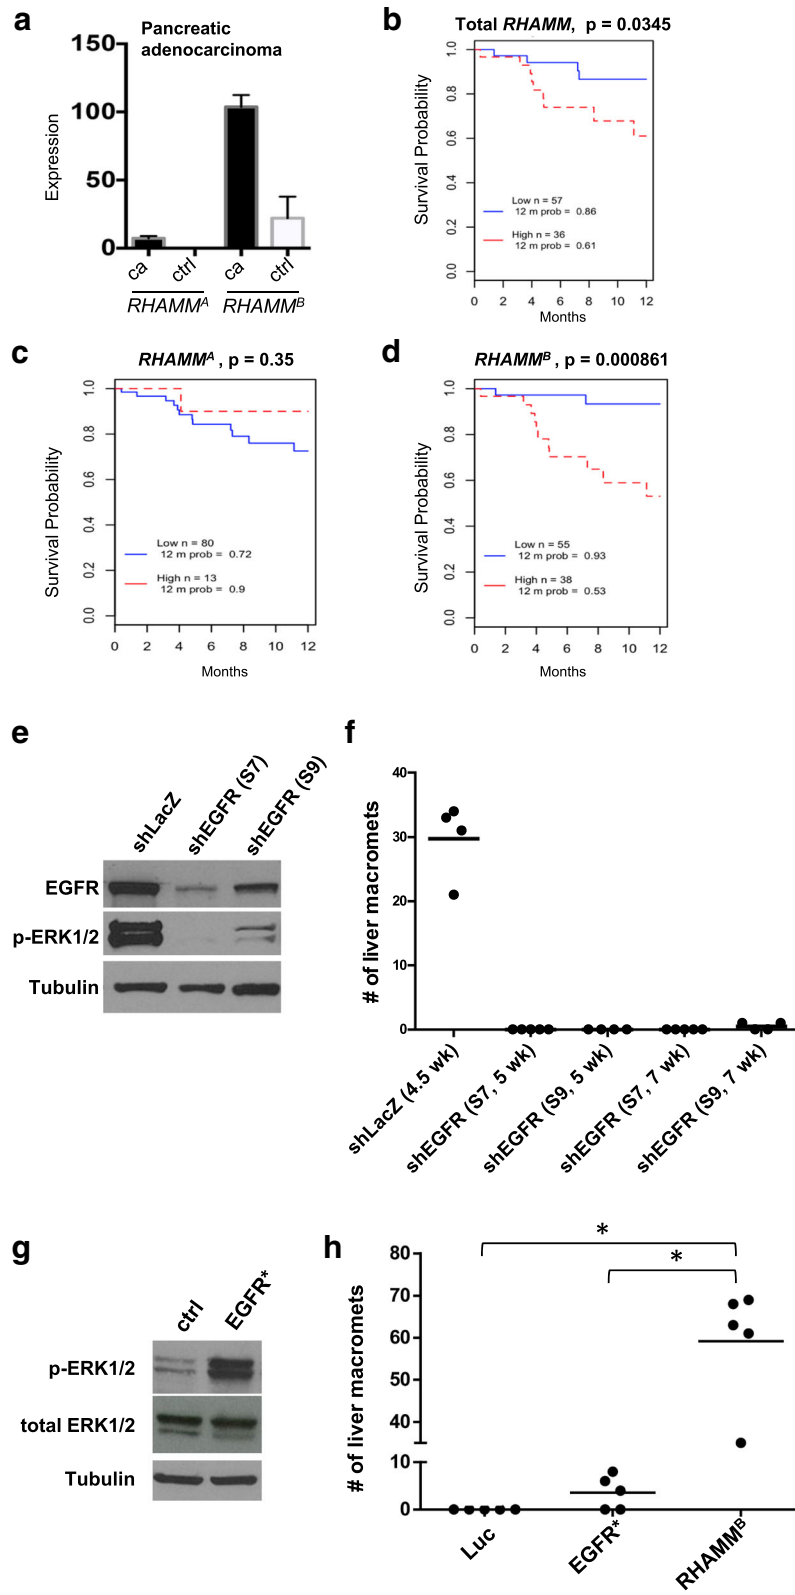 a
Pancreatic
adenocarcinoma
Expression
150
100
50
0
ca
ctrl
ca
ctrl
RHAMMᴬ
RHAMMᴮ
b
Total RHAMM, p = 0.0345
Survival Probability
1.0
0.8
0.6
0.4
0.2
0.0
Low n = 57
12 m prob = 0.86
High n = 36
12 m prob = 0.61
0 2 4 6 8 10 12
Months
c
RHAMMᴬ , p = 0.35
Survival Probability
1.0
0.8
0.6
0.4
0.2
0.0
Low n = 80
12 m prob = 0.72
High n = 13
12 m prob = 0.9
0 2 4 6 8 10 12
Months
d
RHAMMᴮ , p = 0.000861
Survival Probability
1.0
0.8
0.6
0.4
0.2
0.0
Low n = 55
12 m prob = 0.93
High n = 38
12 m prob = 0.53
0 2 4 6 8 10 12
Months
e
shLacZ
shEGFR (S7)
shEGFR (S9)
EGFR
p-ERK1/2
Tubulin
f
# of liver macromets
40
30
20
10
0
shLacZ (4.5 wk)
shEGFR (S7, 5 wk)
shEGFR (S9, 5 wk)
shEGFR (S7, 7 wk)
shEGFR (S9, 7 wk)
g
ctrl
EGFR*
p-ERK1/2
total ERK1/2
Tubulin
h
# of liver macromets
80
70
60
50
40
10
0
*
*
Luc
EGFR*
RHAMMᴮ